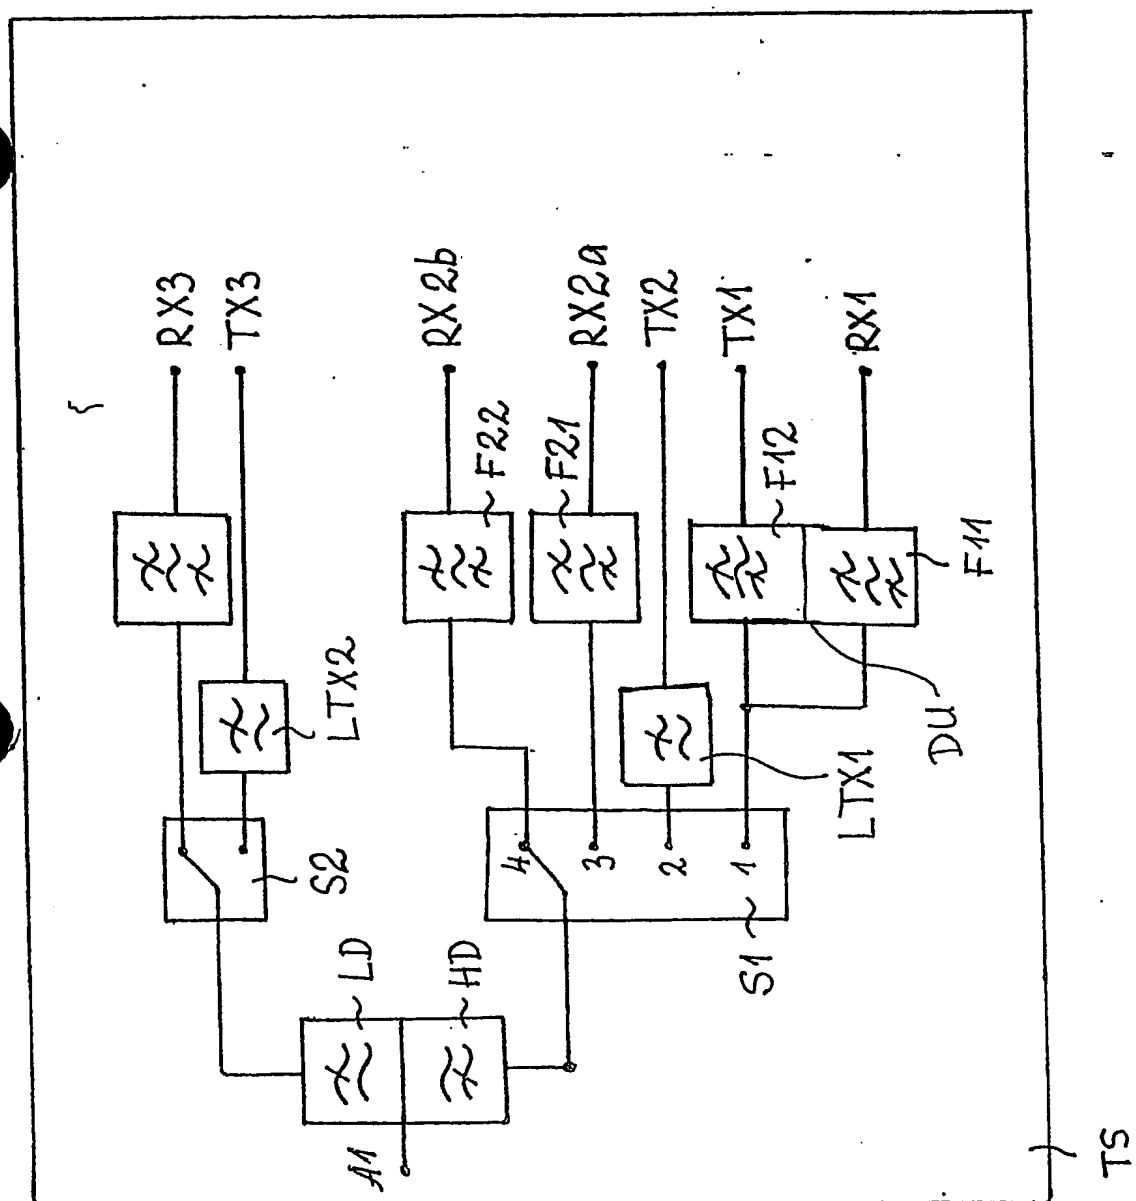 RX3
TX3
RX2b
RX2a
TX2
TX1
RX1
F22
F21
F12
F11
LTX2
LTX1
DU
S2
4
3
2
1
S1
LD
HD
A1
TS